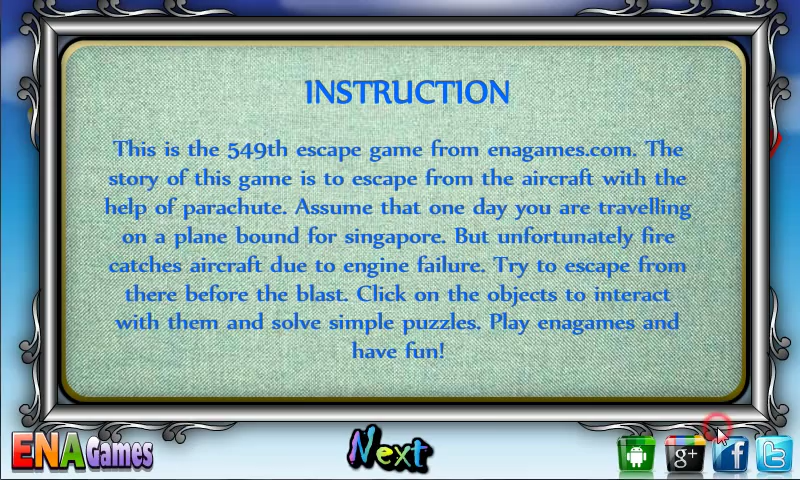 INSTRUCTION
This is the 549th escape game from enagames.com. The
story of this game is to escape from the aircraft with the
help of parachute. Assume that one day you are travelling
on a plane bound for singapore. But unfortunately fire
catches aircraft due to engine failure. Try to escape from
there before the blast. Click on the objects to interact
with them and solve simple puzzles. Play enagames and
have fun!
ENA Games
Next
g+
f
t